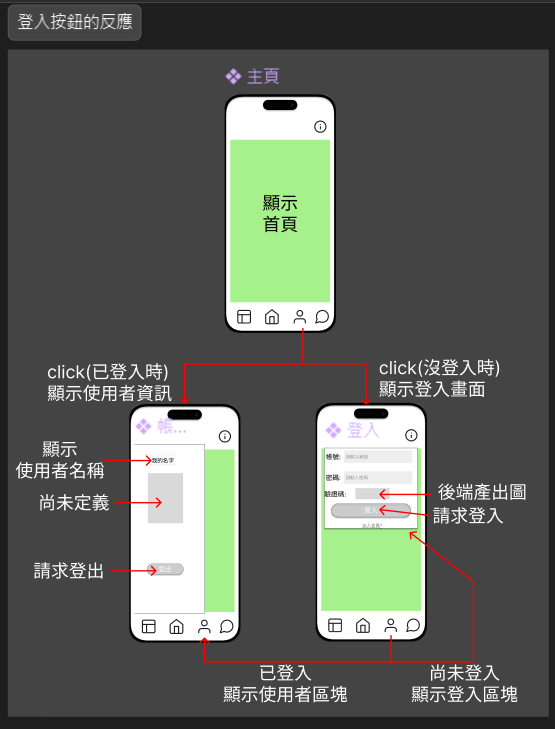 登入按鈕的反應
主頁
顯示
首頁
click(已登入時)
顯示使用者資訊
click(沒登入時)
顯示登入畫面
帳...
登入
顯示
使用者名稱
我的名字
尚未定義
請求登出
登出
帳號:
請輸入帳號
密碼:
請輸入密碼
驗證碼:
後端產出圖
登入
請求登入
加入會員?
已登入
顯示使用者區塊
尚未登入
顯示登入區塊